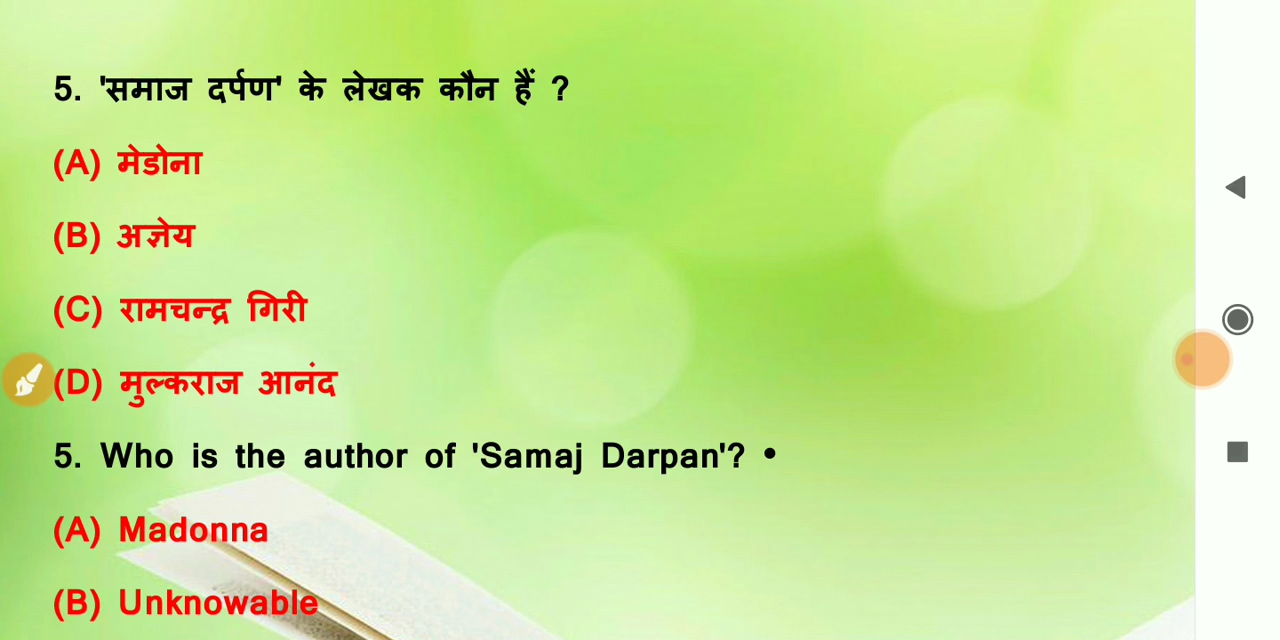 5. 'समाज दर्पण' के लेखक कौन हैं ?
(A) मेडोना
(B) अज्ञेय
(C) रामचन्द्र गिरी
(D) मुल्कराज आनंद
5. Who is the author of 'Samaj Darpan'? •
(A) Madonna
(B) Unknowable